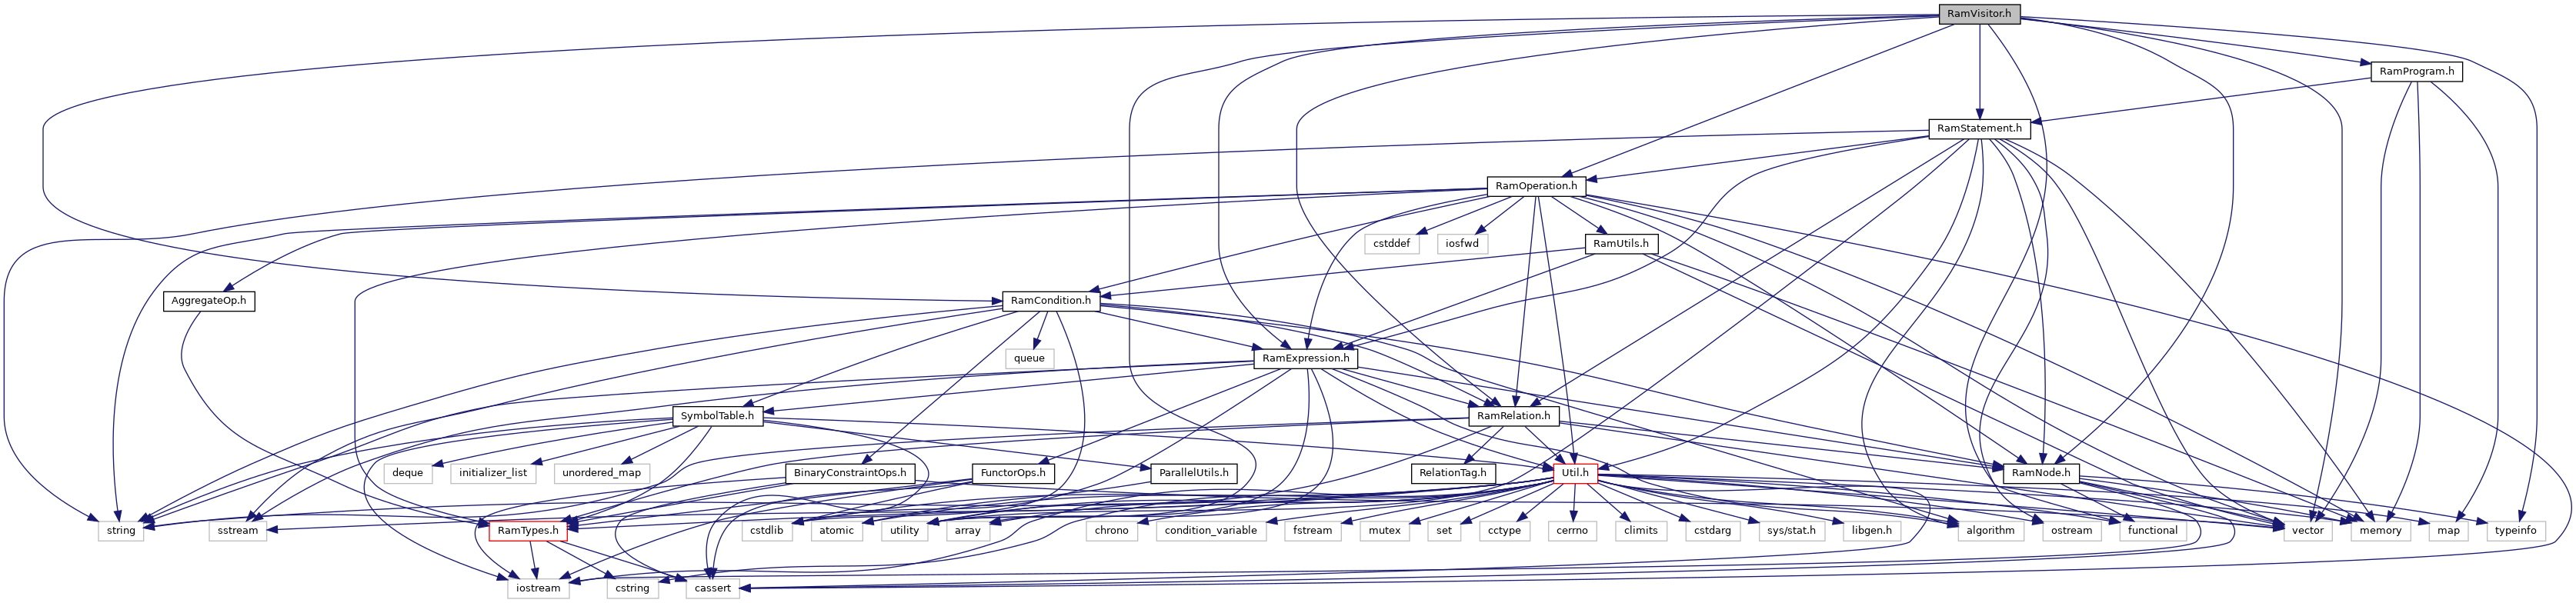 RamVisitor.h
RamProgram.h
RamStatement.h
RamOperation.h
cstddef
iosfwd
RamUtils.h
AggregateOp.h
RamCondition.h
queue
RamExpression.h
SymbolTable.h
RamRelation.h
deque
initializer_list
unordered_map
BinaryConstraintOps.h
FunctorOps.h
ParallelUtils.h
RelationTag.h
Util.h
RamNode.h
string
sstream
RamTypes.h
cstdlib
atomic
utility
array
chrono
condition_variable
fstream
mutex
set
cctype
cerrno
climits
cstdarg
sys/stat.h
libgen.h
algorithm
ostream
functional
vector
memory
map
typeinfo
iostream
cstring
cassert